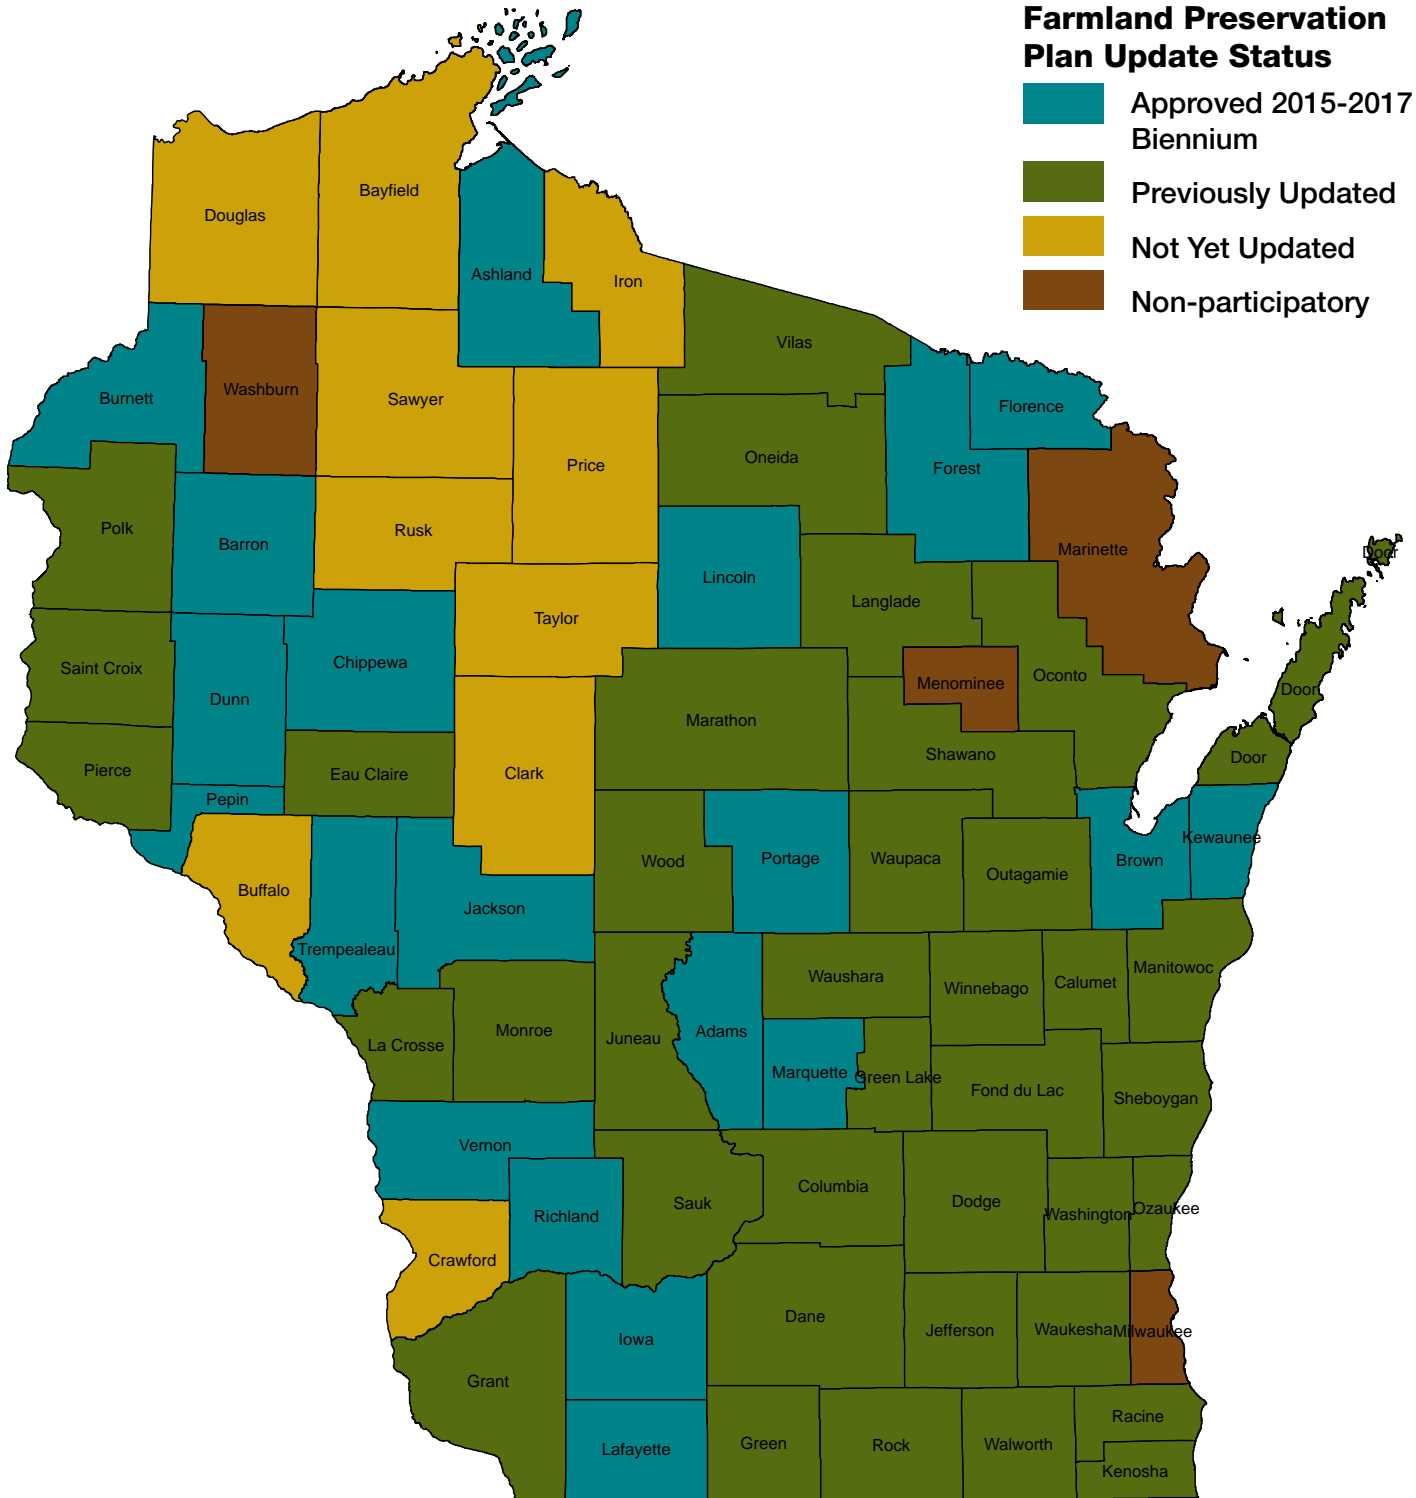 Farmland Preservation
Plan Update Status
Approved 2015-2017
Biennium
Previously Updated
Not Yet Updated
Non-participatory
Douglas
Bayfield
Ashland
Iron
Vilas
Burnett
Washburn
Sawyer
Price
Oneida
Forest
Florence
Marinette
Polk
Barron
Rusk
Lincoln
Langlade
Door
Saint Croix
Dunn
Chippewa
Taylor
Marathon
Menominee
Oconto
Door
Pierce
Pepin
Eau Claire
Clark
Shawano
Door
Buffalo
Trempealeau
Jackson
Wood
Portage
Waupaca
Outagamie
Brown
Kewaunee
La Crosse
Monroe
Juneau
Adams
Waushara
Marquette
Green Lake
Winnebago
Calumet
Manitowoc
Fond du Lac
Sheboygan
Vernon
Richland
Sauk
Columbia
Dodge
Washington
Ozaukee
Crawford
Grant
Iowa
Dane
Jefferson
Waukesha
Milwaukee
Lafayette
Green
Rock
Walworth
Racine
Kenosha